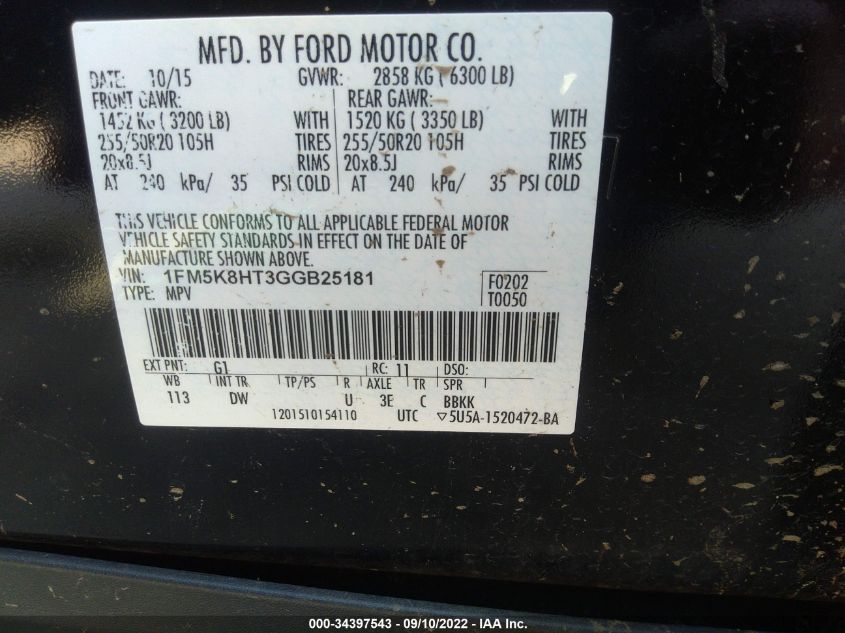 MFD. BY FORD MOTOR CO.
DATE: 10/15 GVWR: 2858 KG ( 6300 LB)
FRONT GAWR: REAR GAWR:
1452 KG ( 3200 LB) WITH 1520 KG ( 3350 LB) WITH
255/50R20 105H TIRES 255/50R20 105H TIRES
20x8.5J RIMS 20x8.5J RIMS
AT 240 kPa/ 35 PSI COLD AT 240 kPa/ 35 PSI COLD
THIS VEHICLE CONFORMS TO ALL APPLICABLE FEDERAL MOTOR
VEHICLE SAFETY STANDARDS IN EFFECT ON THE DATE OF
MANUFACTURE SHOWN ABOVE.
VIN: 1FM5K8HT3GGB25181 F0202
TYPE: MPV T0050
EXT PNT: G1 RC: 11 DSO:
WB INT TR TP/PS R AXLE TR SPR
113 DW U 3E C BBKK
1201510154110 UTC ▽5U5A-1520472-BA
000-34397543 - 09/10/2022 - IAA Inc.